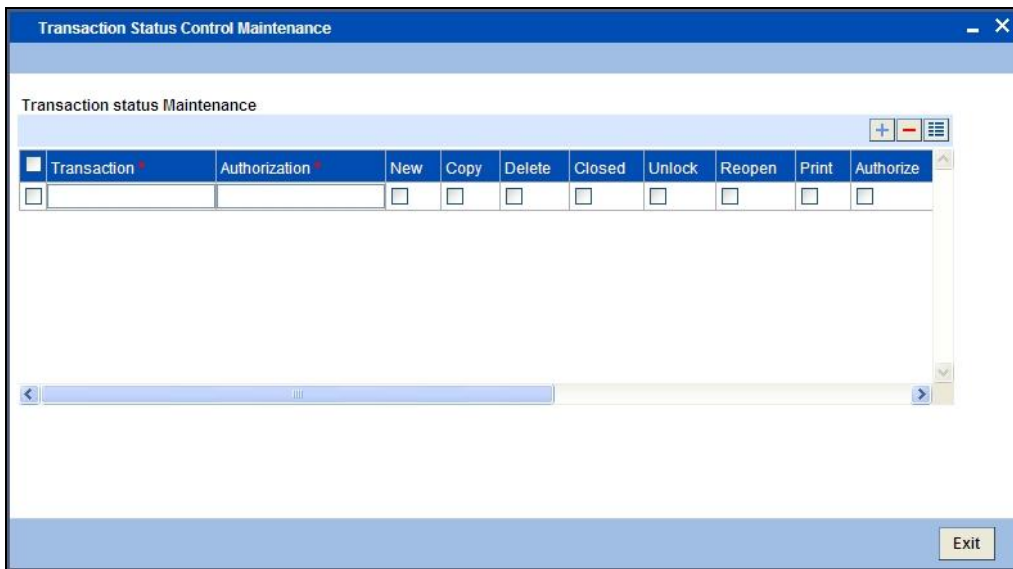 Transaction Status Control Maintenance
Transaction status Maintenance
Transaction * Authorization * New Copy Delete Closed Unlock Reopen Print Authorize
Exit